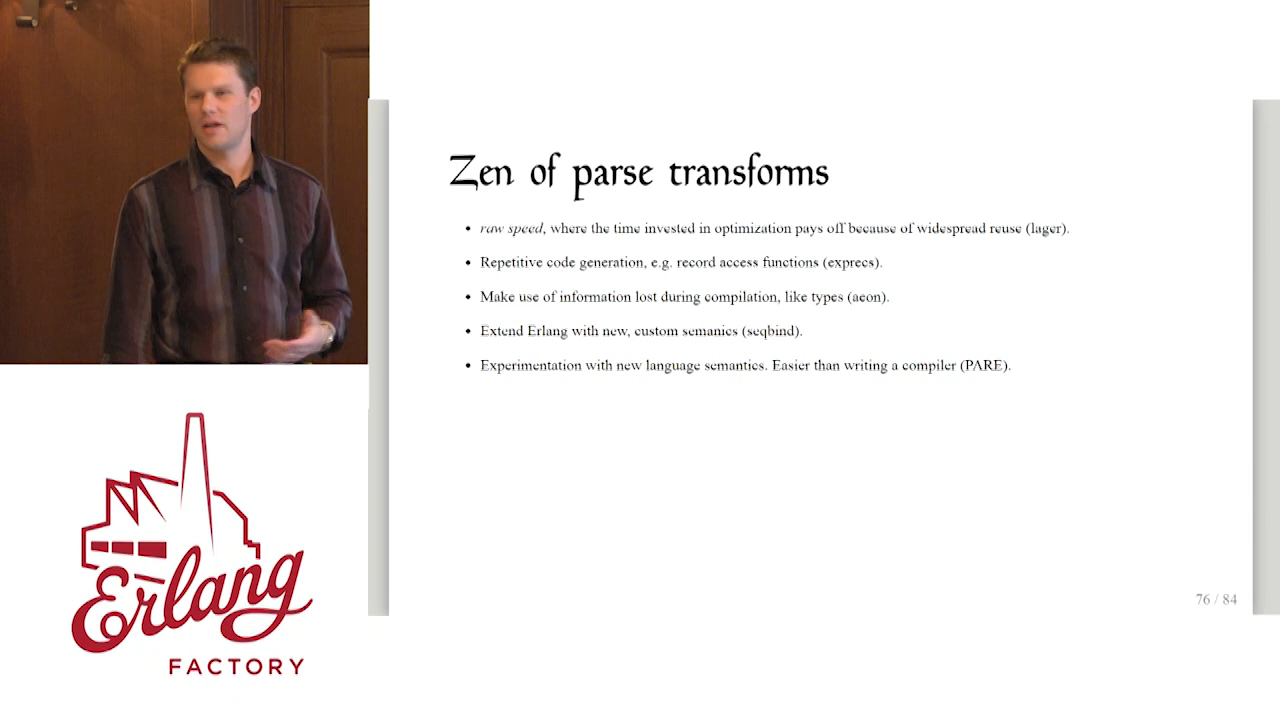 Zen of parse transforms
• raw speed, where the time invested in optimization pays off because of widespread reuse (lager).
• Repetitive code generation, e.g. record access functions (exprecs).
• Make use of information lost during compilation, like types (aeon).
• Extend Erlang with new, custom semanics (seqbind).
• Experimentation with new language semantics. Easier than writing a compiler (PARE).
76 / 84
Erlang
FACTORY